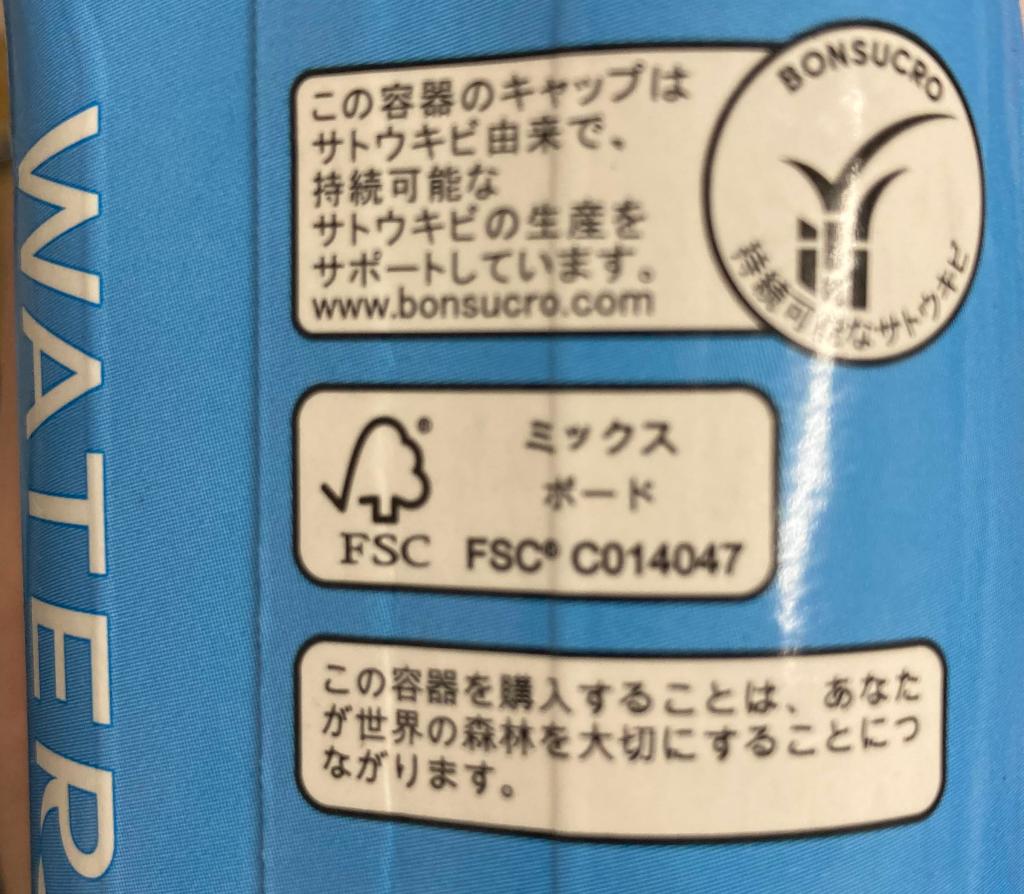 WATER
この容器のキャップは
サトウキビ由来で、
持続可能な
サトウキビの生産を
サポートしています。
www.bonsucro.com
BONSUCRO
持続可能なサトウキビ
ミックス
ボード
FSC® C014047
®
FSC
この容器を購入することは、あなた
が世界の森林を大切にすることにつ
ながります。